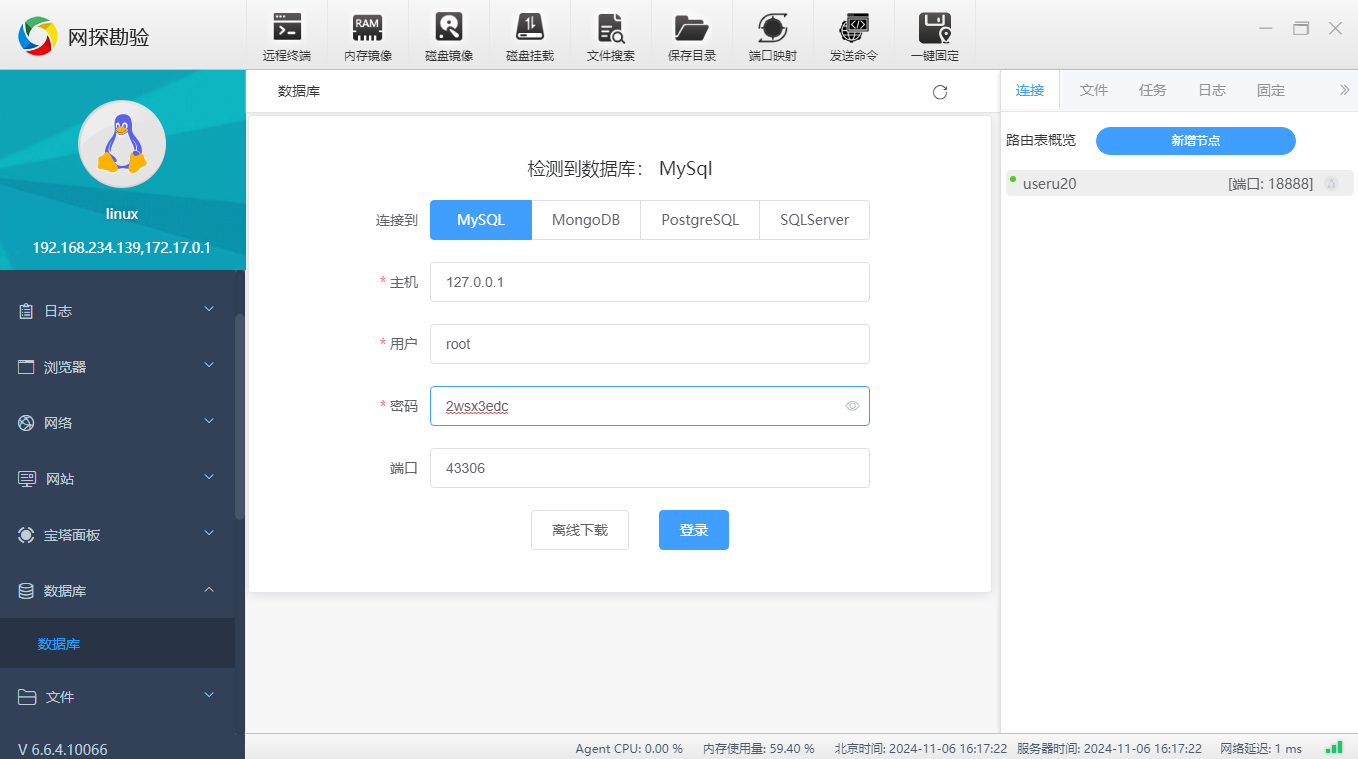 网探勘验
远程终端
RAM
内存镜像
磁盘镜像
磁盘挂载
文件搜索
保存目录
端口映射
发送命令
一键固定
linux
192.168.234.139,172.17.0.1
日志
浏览器
网络
网站
宝塔面板
数据库
数据库
文件
V 6.6.4.10066
数据库
检测到数据库： MySql
连接到 MySQL MongoDB PostgreSQL SQLServer
* 主机 127.0.0.1
* 用户 root
* 密码 2wsx3edc
端口 43306
离线下载 登录
连接 文件 任务 日志 固定
路由表概览 新增节点
useru20 [端口: 18888]
Agent CPU: 0.00 % 内存使用量: 59.40 % 北京时间: 2024-11-06 16:17:22 服务器时间: 2024-11-06 16:17:22 网络延迟: 1 ms